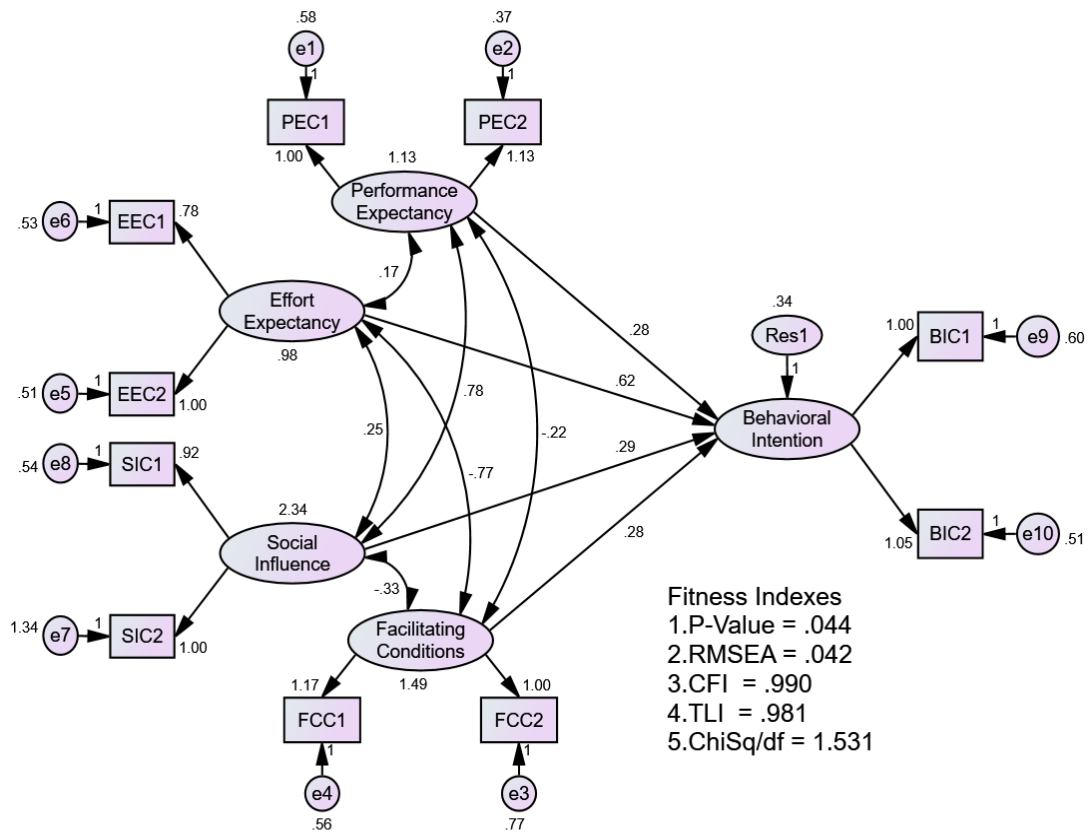 .58
.37
e1
e2
1
1
PEC1
PEC2
1.00
1.13
1.13
Performance
Expectancy
.53
e6
1
EEC1
.78
.17
Effort
Expectancy
.98
.51
e5
1
EEC2
1.00
.28
.62
.78
.25
-.22
-.77
.29
.28
.34
Res1
1
Behavioral
Intention
1.00
BIC1
1
e9
.60
1.05
BIC2
1
e10
.51
.54
e8
1
SIC1
.92
2.34
Social
Influence
1.34
e7
1
SIC2
1.00
-.33
Facilitating
Conditions
1.49
1.17
1.00
FCC1
FCC2
1
1
e4
e3
.56
.77
Fitness Indexes
1.P-Value = .044
2.RMSEA = .042
3.CFI = .990
4.TLI = .981
5.ChiSq/df = 1.531